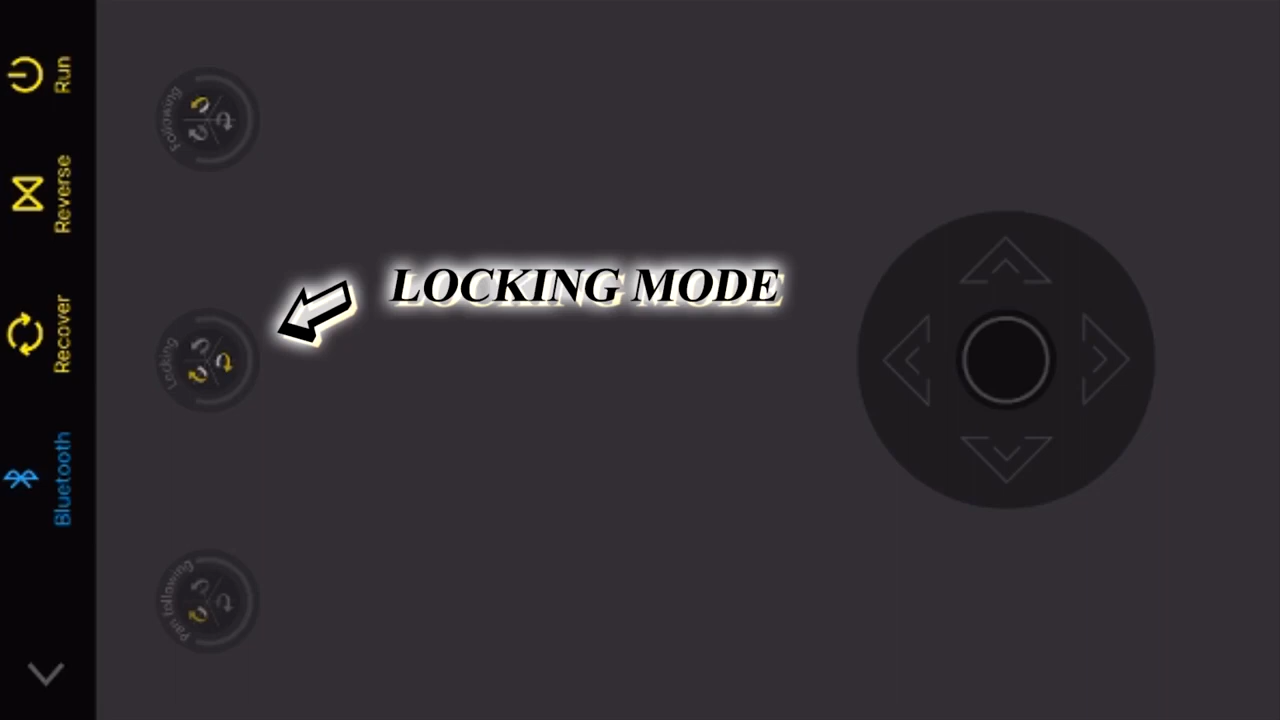 Run
Reverse
Recover
Bluetooth
Following
LOCKING MODE
Locking
Pan following